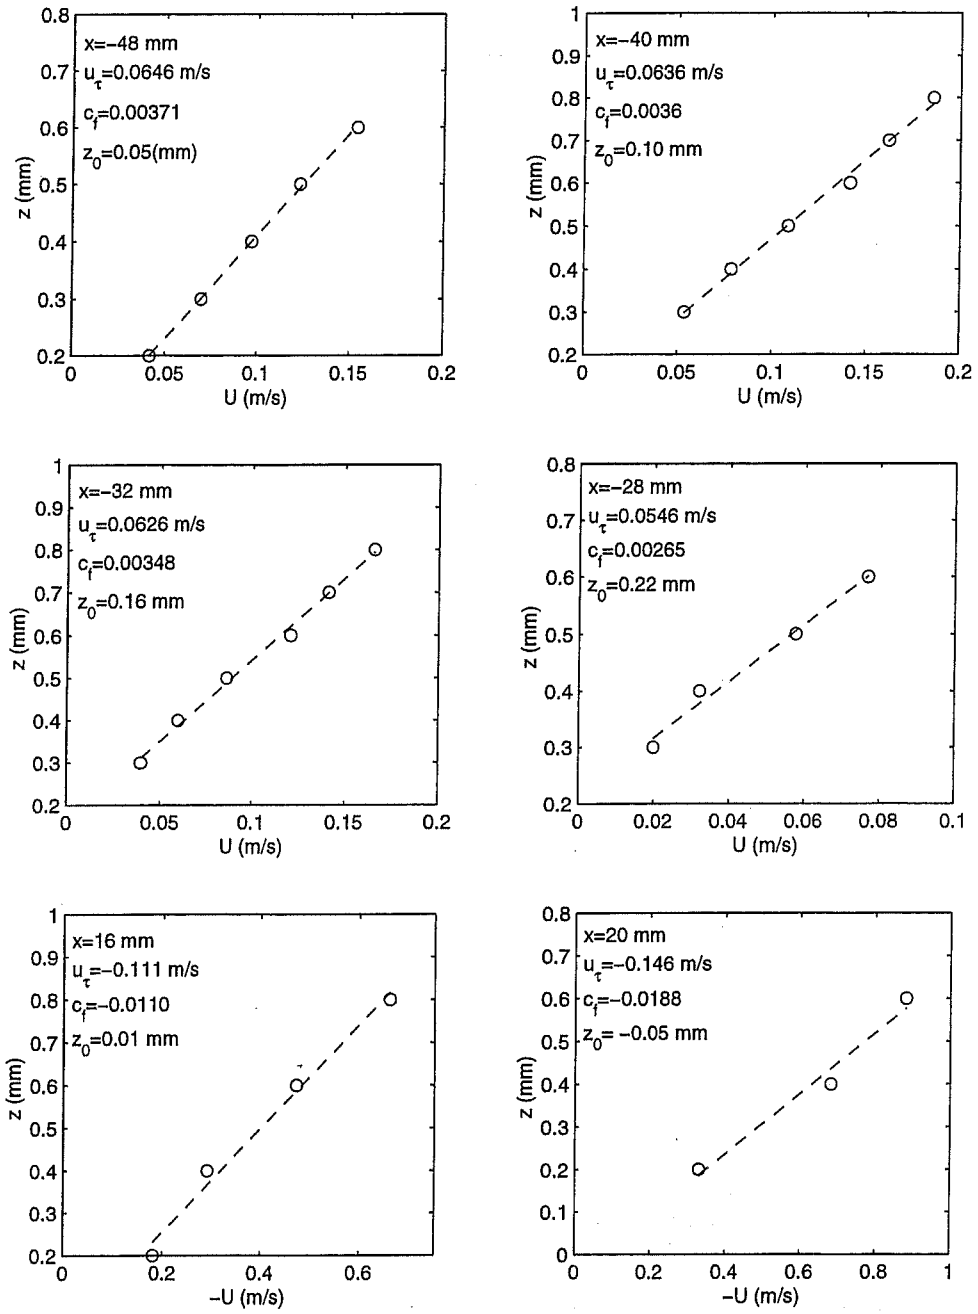 x=−48 mm
uτ=0.0646 m/s
cf=0.00371
z0=0.05(mm)
0.8
0.7
0.6
0.5
0.4
0.3
0.2
z (mm)
0 0.05 0.1 0.15 0.2
U (m/s)
x=−40 mm
uτ=0.0636 m/s
cf=0.0036
z0=0.10 mm
1
0.9
0.8
0.7
0.6
0.5
0.4
0.3
0.2
z (mm)
0 0.05 0.1 0.15 0.2
U (m/s)
x=−32 mm
uτ=0.0626 m/s
cf=0.00348
z0=0.16 mm
1
0.9
0.8
0.7
0.6
0.5
0.4
0.3
0.2
z (mm)
0 0.05 0.1 0.15 0.2
U (m/s)
x=−28 mm
uτ=0.0546 m/s
cf=0.00265
z0=0.22 mm
0.8
0.7
0.6
0.5
0.4
0.3
0.2
z (mm)
0 0.02 0.04 0.06 0.08 0.1
U (m/s)
x=16 mm
uτ=−0.111 m/s
cf=−0.0110
z0=0.01 mm
1
0.9
0.8
0.7
0.6
0.5
0.4
0.3
0.2
z (mm)
0 0.2 0.4 0.6
−U (m/s)
x=20 mm
uτ=−0.146 m/s
cf=−0.0188
z0=−0.05 mm
0.8
0.7
0.6
0.5
0.4
0.3
0.2
0.1
0
z (mm)
0 0.2 0.4 0.6 0.8 1
−U (m/s)